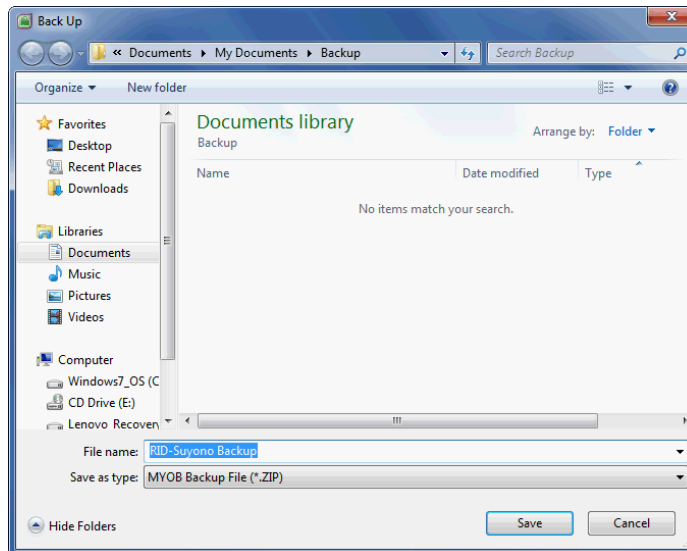 Back Up
« Documents ▸ My Documents ▸ Backup Search Backup
Organize New folder
Favorites
Desktop
Recent Places
Downloads
Libraries
Documents
Music
Pictures
Videos
Computer
Windows7_OS (C
CD Drive (E:)
Lenovo Recovery
Documents library
Backup
Arrange by: Folder
Name Date modified Type
No items match your search.
File name: RID-Suyono Backup
Save as type: MYOB Backup File (*.ZIP)
Hide Folders Save Cancel